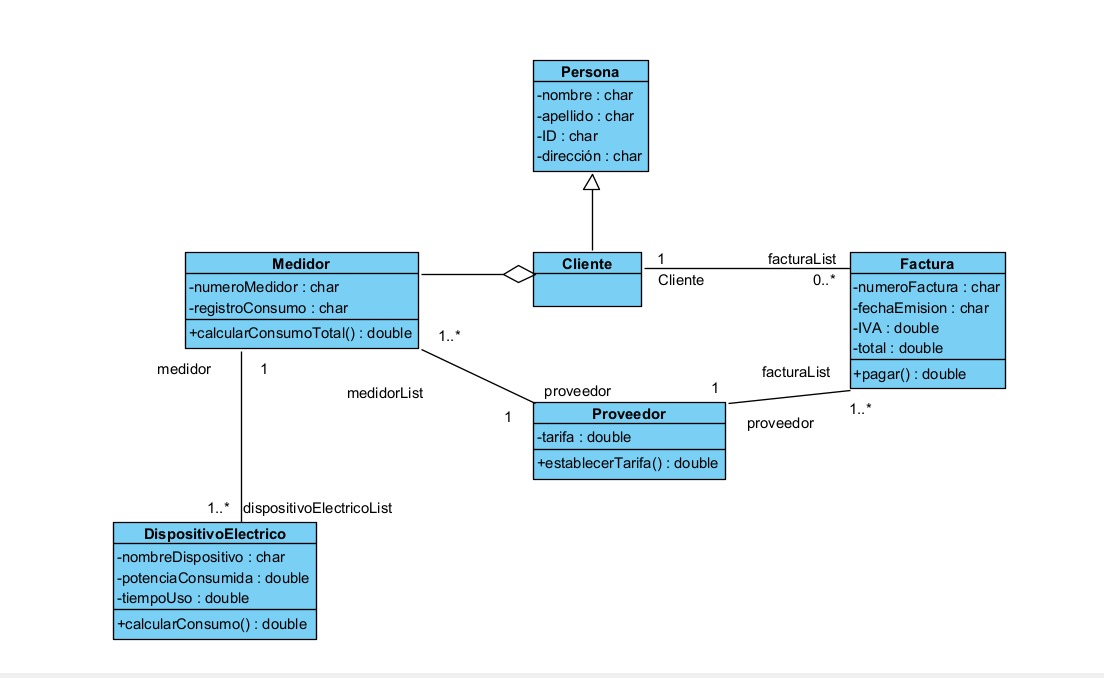 Persona
-nombre : char
-apellido : char
-ID : char
-dirección : char
Medidor
-numeroMedidor : char
-registroConsumo : char
+calcularConsumoTotal() : double
Cliente
1
Cliente
facturaList
0..*
Factura
-numeroFactura : char
-fechaEmision : char
-IVA : double
-total : double
+pagar() : double
1..*
medidorList
proveedor
1
medidor
1
1
facturaList
proveedor
1..*
Proveedor
-tarifa : double
+establecerTarifa() : double
1..*
dispositivoElectricoList
DispositivoElectrico
-nombreDispositivo : char
-potenciaConsumida : double
-tiempoUso : double
+calcularConsumo() : double